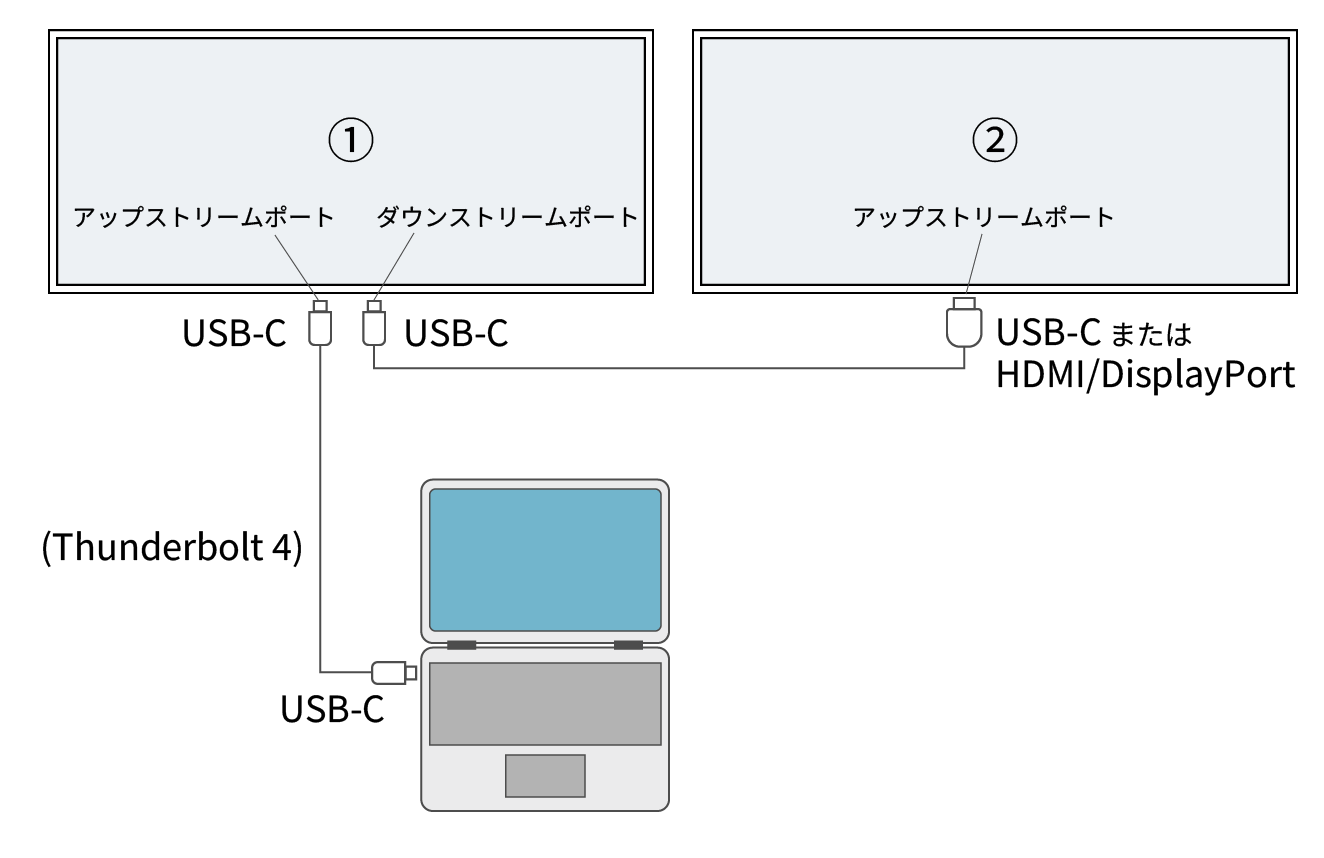 ①
②
アップストリームポート
ダウンストリームポート
アップストリームポート
USB-C
USB-C
USB-C または
HDMI/DisplayPort
(Thunderbolt 4)
USB-C